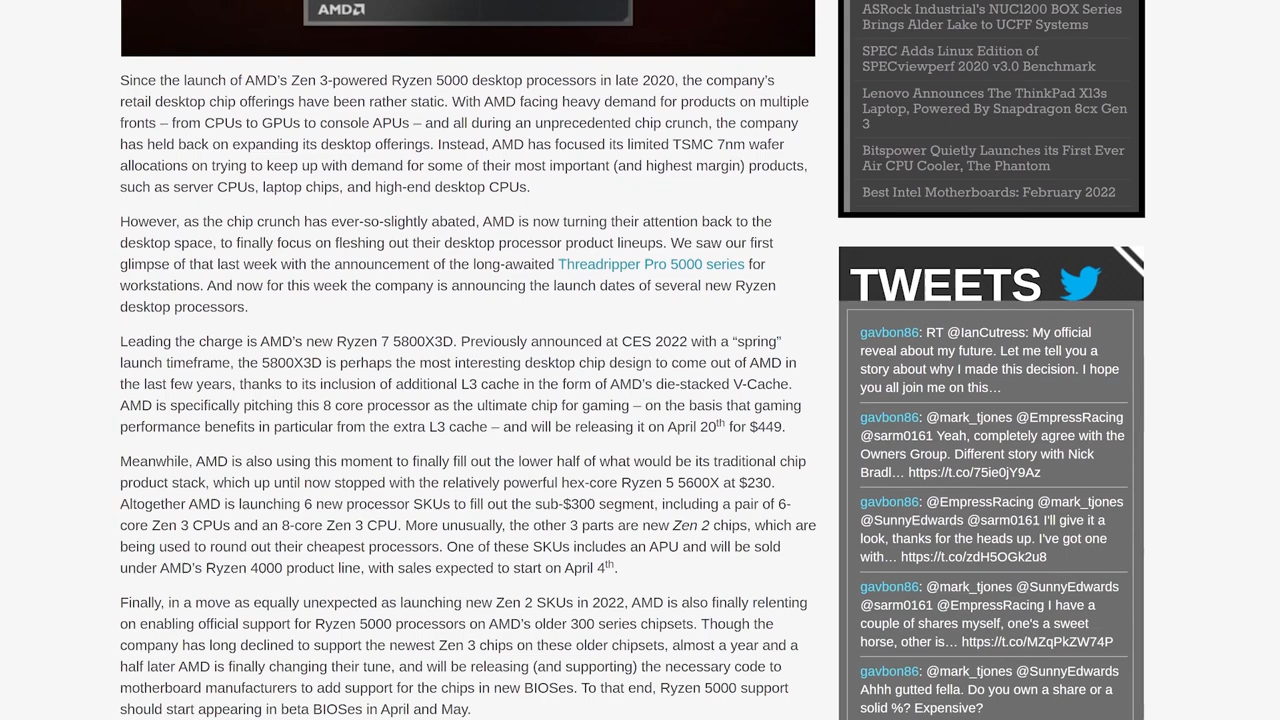 AMD
Since the launch of AMD's Zen 3-powered Ryzen 5000 desktop processors in late 2020, the company's
retail desktop chip offerings have been rather static. With AMD facing heavy demand for products on multiple
fronts – from CPUs to GPUs to console APUs – and all during an unprecedented chip crunch, the company
has held back on expanding its desktop offerings. Instead, AMD has focused its limited TSMC 7nm wafer
allocations on trying to keep up with demand for some of their most important (and highest margin) products,
such as server CPUs, laptop chips, and high-end desktop CPUs.
However, as the chip crunch has ever-so-slightly abated, AMD is now turning their attention back to the
desktop space, to finally focus on fleshing out their desktop processor product lineups. We saw our first
glimpse of that last week with the announcement of the long-awaited Threadripper Pro 5000 series for
workstations. And now for this week the company is announcing the launch dates of several new Ryzen
desktop processors.
Leading the charge is AMD's new Ryzen 7 5800X3D. Previously announced at CES 2022 with a “spring”
launch timeframe, the 5800X3D is perhaps the most interesting desktop chip design to come out of AMD in
the last few years, thanks to its inclusion of additional L3 cache in the form of AMD's die-stacked V-Cache.
AMD is specifically pitching this 8 core processor as the ultimate chip for gaming – on the basis that gaming
performance benefits in particular from the extra L3 cache – and will be releasing it on April 20th for $449.
Meanwhile, AMD is also using this moment to finally fill out the lower half of what would be its traditional chip
product stack, which up until now stopped with the relatively powerful hex-core Ryzen 5 5600X at $230.
Altogether AMD is launching 6 new processor SKUs to fill out the sub-$300 segment, including a pair of 6-
core Zen 3 CPUs and an 8-core Zen 3 CPU. More unusually, the other 3 parts are new Zen 2 chips, which are
being used to round out their cheapest processors. One of these SKUs includes an APU and will be sold
under AMD's Ryzen 4000 product line, with sales expected to start on April 4th.
Finally, in a move as equally unexpected as launching new Zen 2 SKUs in 2022, AMD is also finally relenting
on enabling official support for Ryzen 5000 processors on AMD's older 300 series chipsets. Though the
company has long declined to support the newest Zen 3 chips on these older chipsets, almost a year and a
half later AMD is finally changing their tune, and will be releasing (and supporting) the necessary code to
motherboard manufacturers to add support for the chips in new BIOSes. To that end, Ryzen 5000 support
should start appearing in beta BIOSes in April and May.
ASRock Industrial's NUC1200 BOX Series
Brings Alder Lake to UCFF Systems
SPEC Adds Linux Edition of
SPECviewperf 2020 v3.0 Benchmark
Lenovo Announces The ThinkPad X13s
Laptop, Powered By Snapdragon 8cx Gen
3
Bitspower Quietly Launches its First Ever
Air CPU Cooler, The Phantom
Best Intel Motherboards: February 2022
TWEETS
gavbon86: RT @IanCutress: My official
reveal about my future. Let me tell you a
story about why I made this decision. I hope
you all join me on this…
gavbon86: @mark_tjones @EmpressRacing
@sarm0161 Yeah, completely agree with the
Owners Group. Different story with Nick
Bradl… https://t.co/75ie0jY9Az
gavbon86: @EmpressRacing @mark_tjones
@SunnyEdwards @sarm0161 I'll give it a
look, thanks for the heads up. I've got one
with… https://t.co/zdH5OGk2u8
gavbon86: @mark_tjones @SunnyEdwards
@sarm0161 @EmpressRacing I have a
couple of shares myself, one's a sweet
horse, other is… https://t.co/MZqPkZW74P
gavbon86: @mark_tjones @SunnyEdwards
Ahhh gutted fella. Do you own a share or a
solid %? Expensive?